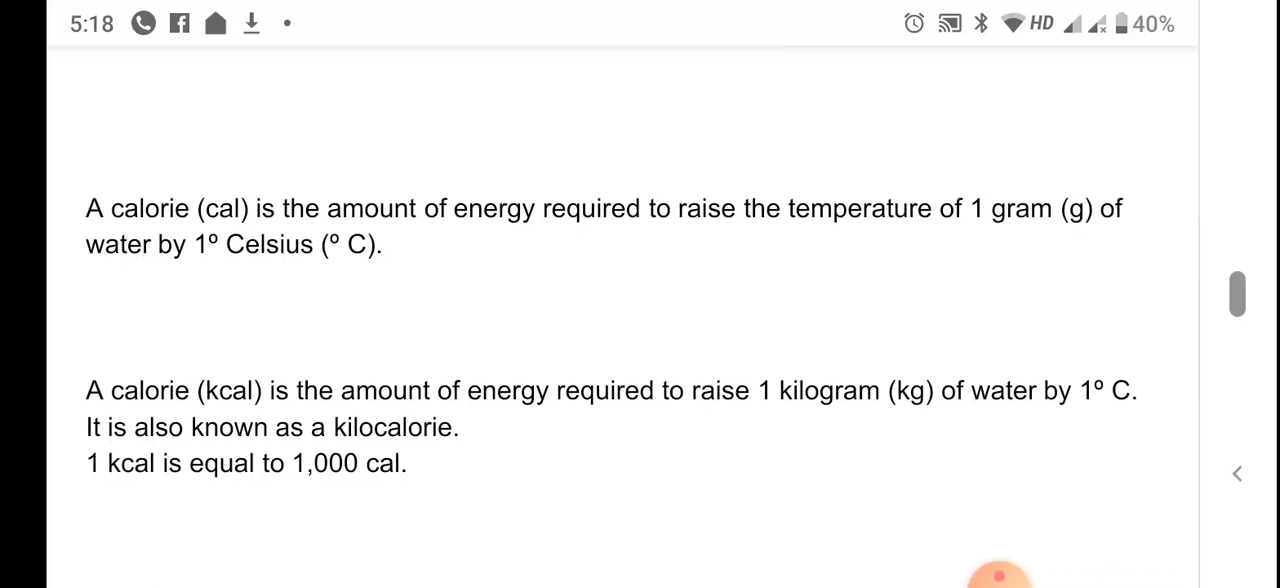 5:18 HD 40%
A calorie (cal) is the amount of energy required to raise the temperature of 1 gram (g) of
water by 1º Celsius (º C).
A calorie (kcal) is the amount of energy required to raise 1 kilogram (kg) of water by 1º C.
It is also known as a kilocalorie.
1 kcal is equal to 1,000 cal.